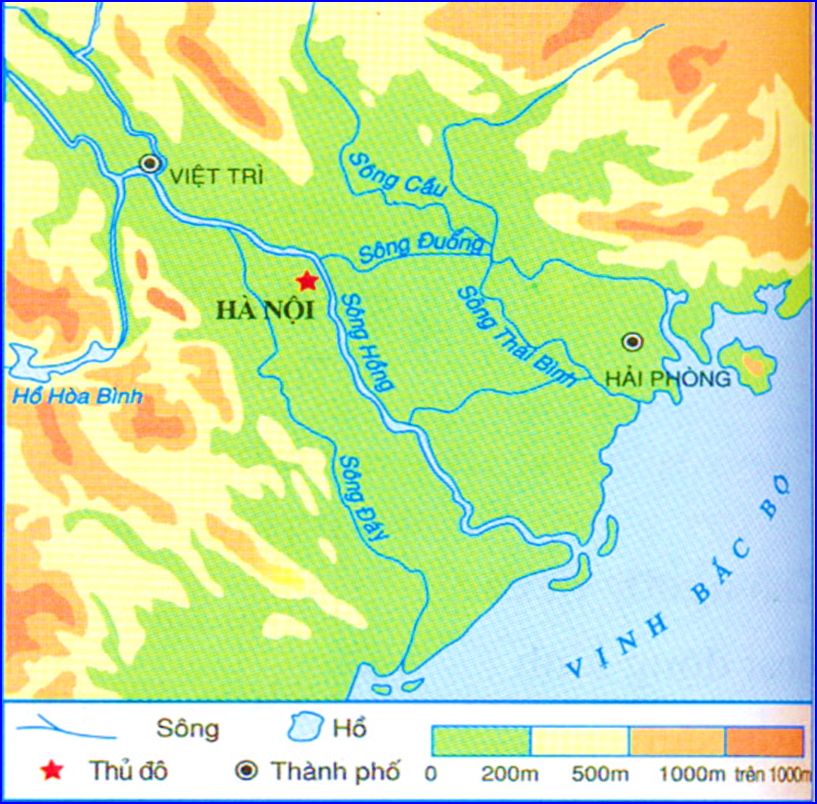 VIỆT TRÌ
Sông Cầu
Sông Đuống
HÀ NỘI
Sông Hồng
Sông Thái Bình
HẢI PHÒNG
Hồ Hòa Bình
Sông Đáy
VỊNH BẮC BỘ
Sông
Hồ
Thủ đô
Thành phố
0 200m 500m 1000m trên 1000m